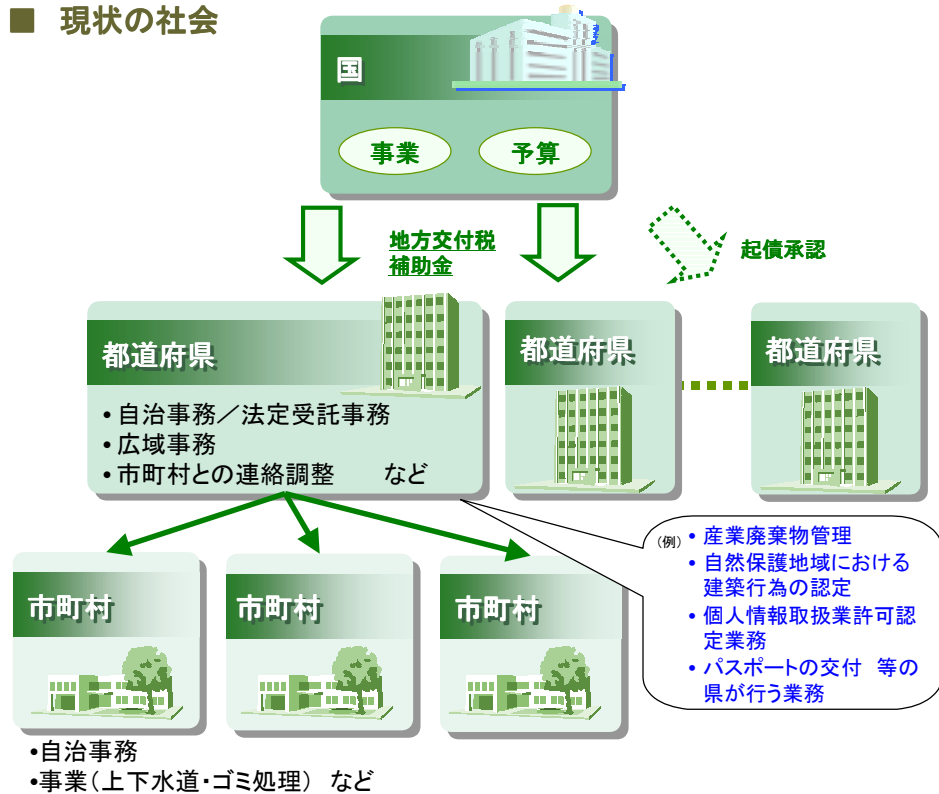 ■ 現状の社会
国
事業
予算
地方交付税
補助金
起債承認
都道府県
• 自治事務／法定受託事務
• 広域事務
• 市町村との連絡調整　　など
都道府県
都道府県
(例) • 産業廃棄物管理
• 自然保護地域における
建築行為の認定
• 個人情報取扱業許可認
定業務
• パスポートの交付　等の
県が行う業務
市町村
市町村
市町村
•自治事務
•事業(上下水道・ゴミ処理)　など